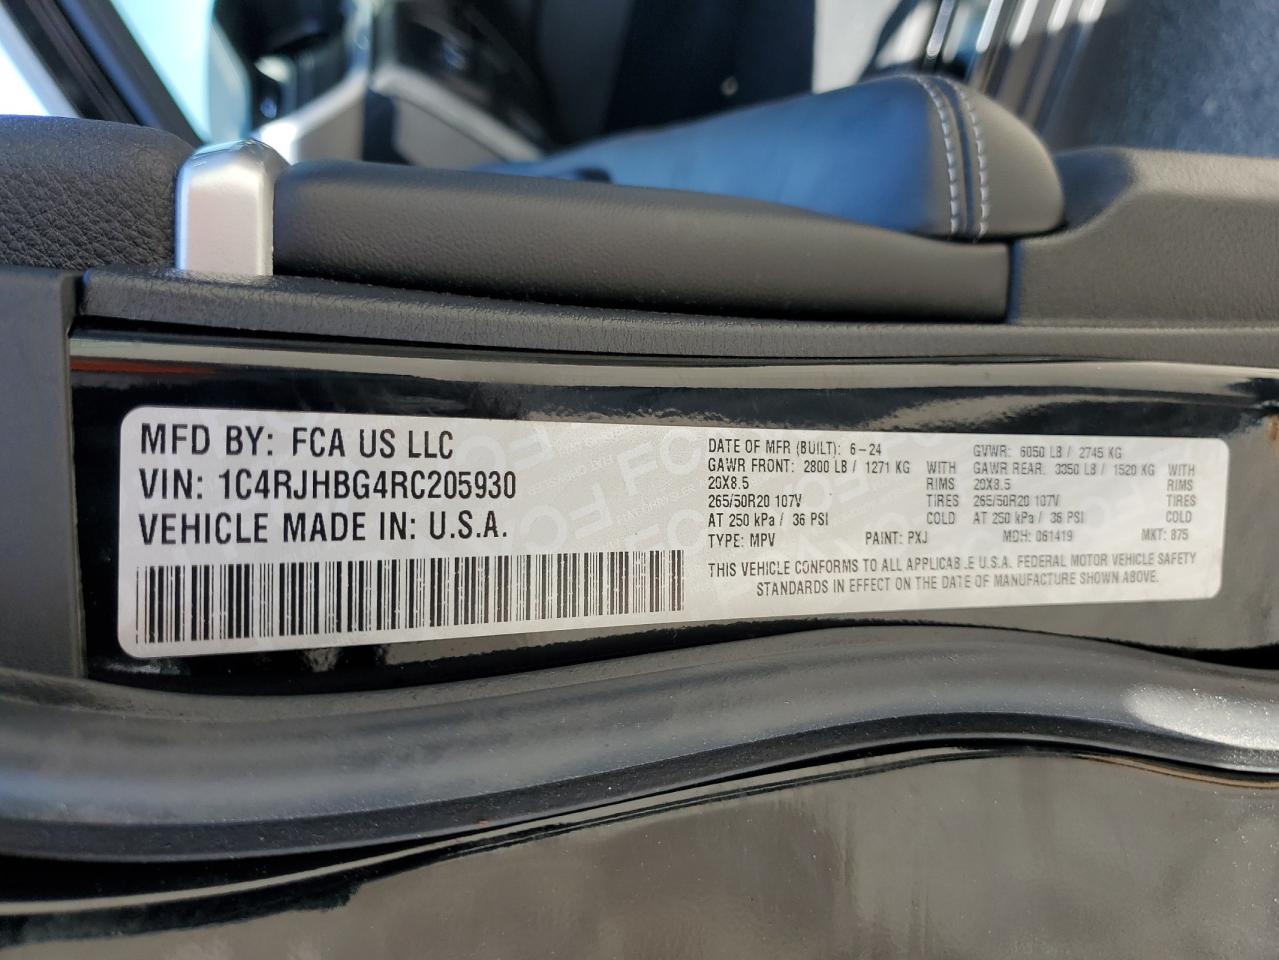 MFD BY: FCA US LLC
VIN: 1C4RJHBG4RC205930
VEHICLE MADE IN: U.S.A.
DATE OF MFR (BUILT): 6-24 GVWR: 6050 LB / 2745 KG
GAWR FRONT: 2800 LB / 1271 KG WITH GAWR REAR: 3350 LB / 1520 KG WITH
20X8.5 RIMS 20X8.5 RIMS
265/50R20 107V TIRES 265/50R20 107V TIRES
AT 250 kPa / 36 PSI COLD AT 250 kPa / 36 PSI COLD
TYPE: MPV PAINT: PXJ MDH: 061419 MKT: 875
THIS VEHICLE CONFORMS TO ALL APPLICABLE U.S.A. FEDERAL MOTOR VEHICLE SAFETY
STANDARDS IN EFFECT ON THE DATE OF MANUFACTURE SHOWN ABOVE.